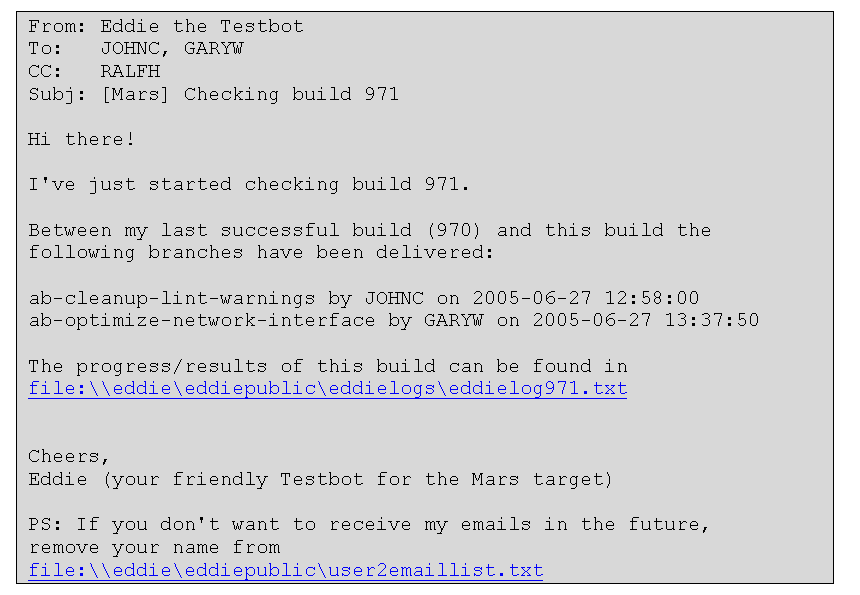 From: Eddie the Testbot
To:   JOHNC, GARYW
CC:   RALFH
Subj: [Mars] Checking build 971
Hi there!
I've just started checking build 971.
Between my last successful build (970) and this build the
following branches have been delivered:
ab-cleanup-lint-warnings by JOHNC on 2005-06-27 12:58:00
ab-optimize-network-interface by GARYW on 2005-06-27 13:37:50
The progress/results of this build can be found in
file:\\eddie\eddiepublic\eddielogs\eddielog971.txt
Cheers,
Eddie (your friendly Testbot for the Mars target)
PS: If you don't want to receive my emails in the future,
remove your name from
file:\\eddie\eddiepublic\user2emaillist.txt